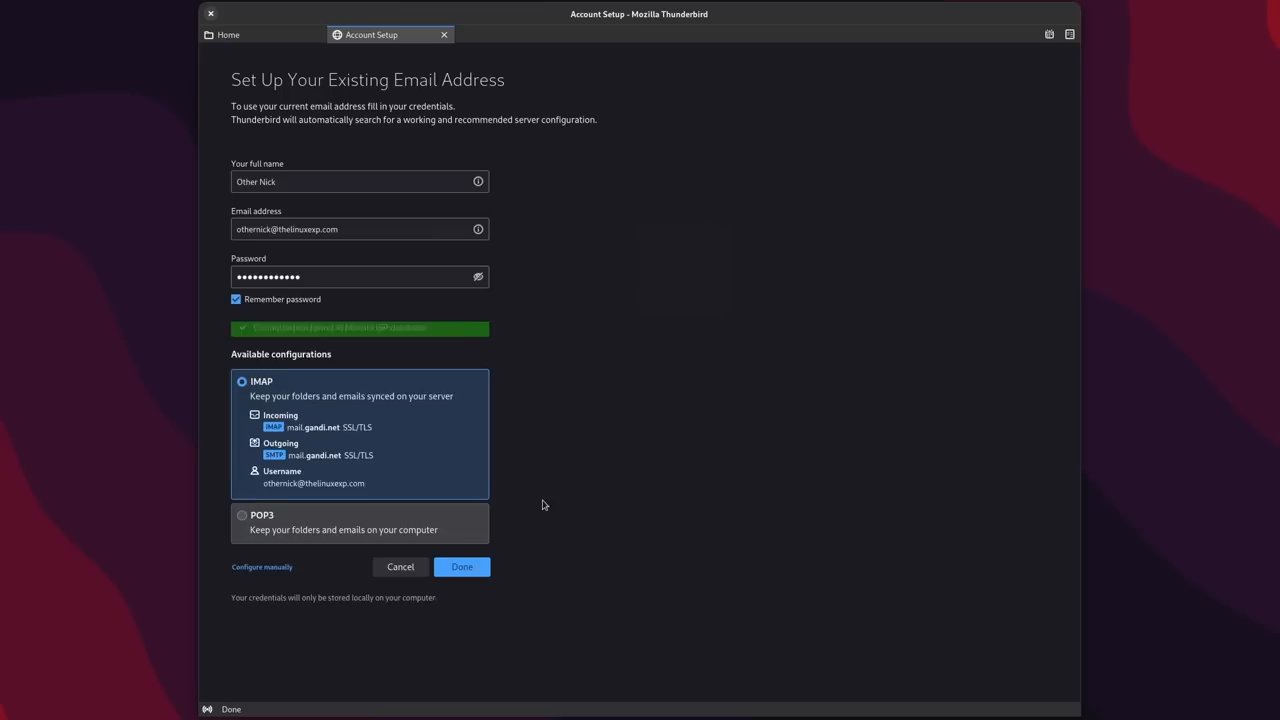 Account Setup - Mozilla Thunderbird
Home
Account Setup
Set Up Your Existing Email Address
To use your current email address fill in your credentials.
Thunderbird will automatically search for a working and recommended server configuration.
Your full name
Other Nick
Email address
othernick@thelinuxexp.com
Password
••••••••••••
Remember password
Available configurations
IMAP
Keep your folders and emails synced on your server
Incoming
IMAP mail.gandi.net SSL/TLS
Outgoing
SMTP mail.gandi.net SSL/TLS
Username
othernick@thelinuxexp.com
POP3
Keep your folders and emails on your computer
Configure manually
Cancel
Done
Your credentials will only be stored locally on your computer.
Done